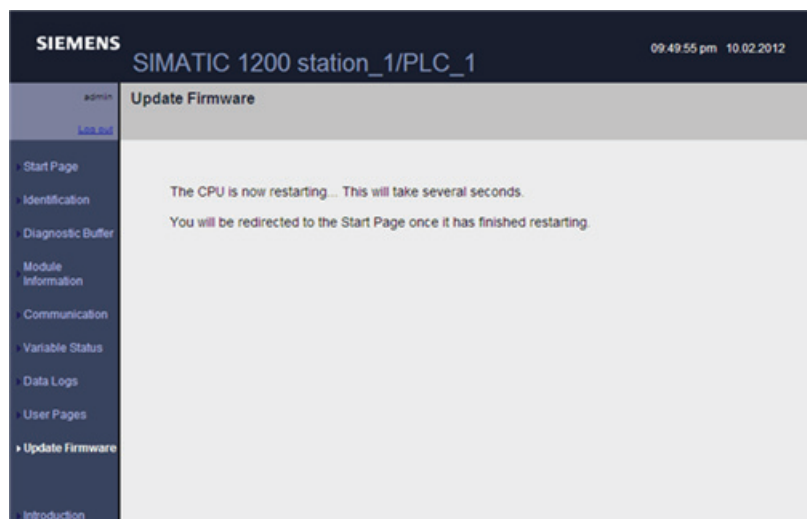 SIEMENS
SIMATIC 1200 station_1/PLC_1
09:49:55 pm 10.02.2012
admin
Log out
Update Firmware
Start Page
Identification
Diagnostic Buffer
Module
Information
Communication
Variable Status
Data Logs
User Pages
Update Firmware
Introduction
The CPU is now restarting... This will take several seconds.
You will be redirected to the Start Page once it has finished restarting.